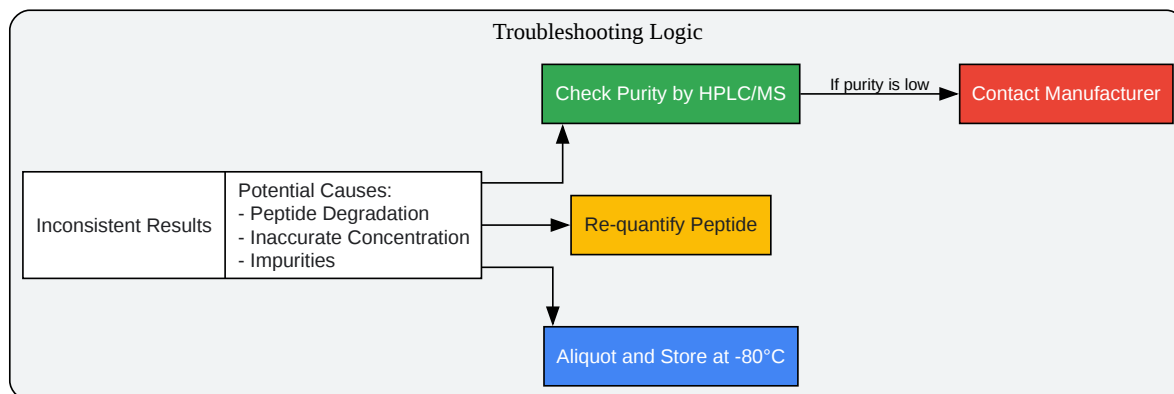 Troubleshooting Logic
Check Purity by HPLC/MS
If purity is low
Contact Manufacturer
Inconsistent Results
Potential Causes:
- Peptide Degradation
- Inaccurate Concentration
- Impurities
Re-quantify Peptide
Aliquot and Store at -80°C